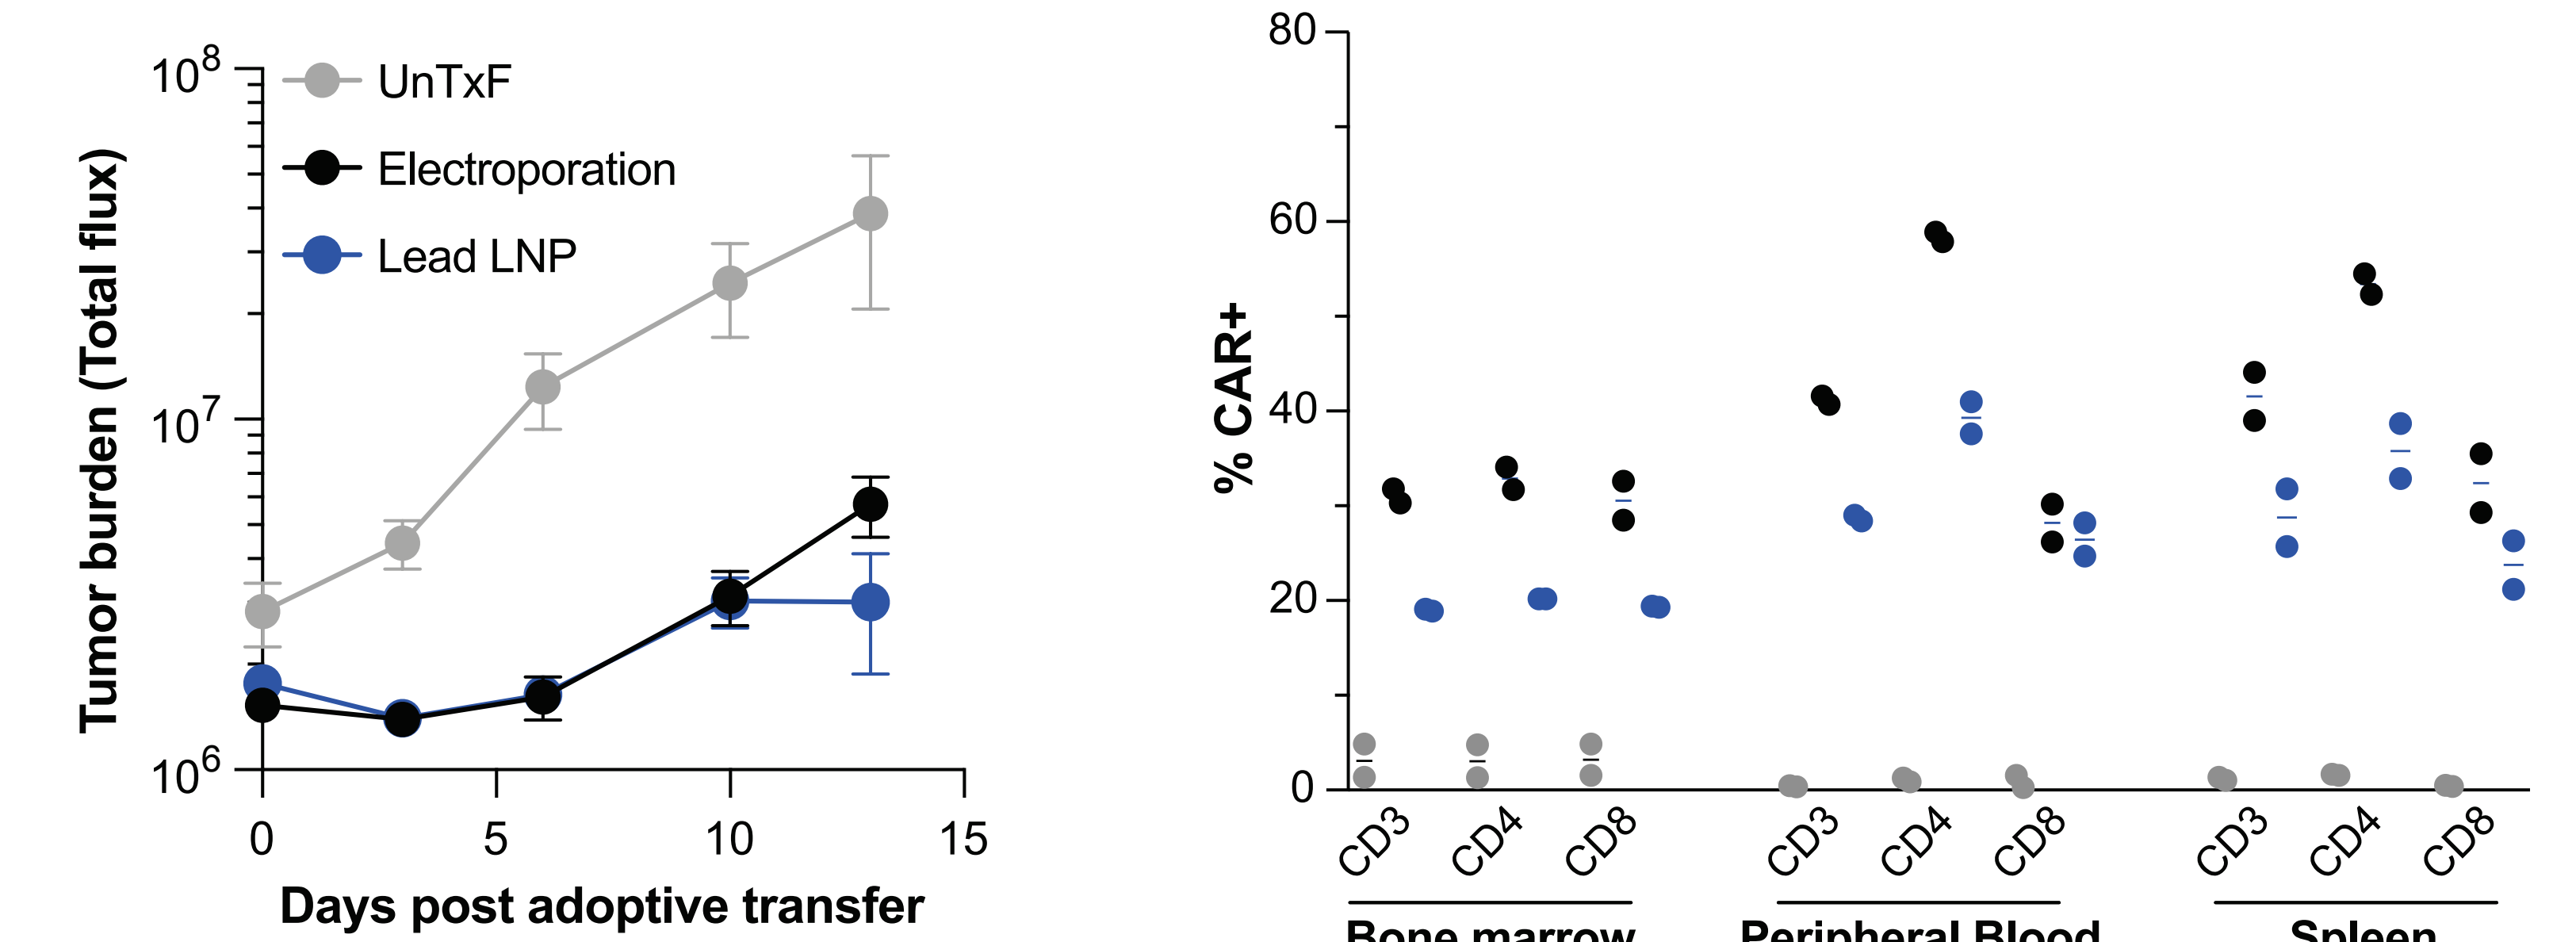 Tumor burden (Total flux)
10^8
10^7
10^6
UnTxF
Electroporation
Lead LNP
0 5 10 15
Days post adoptive transfer
% CAR+
80
60
40
20
0
CD3 CD4 CD8 CD3 CD4 CD8 CD3 CD4 CD8
Bone marrow Peripheral Blood Spleen